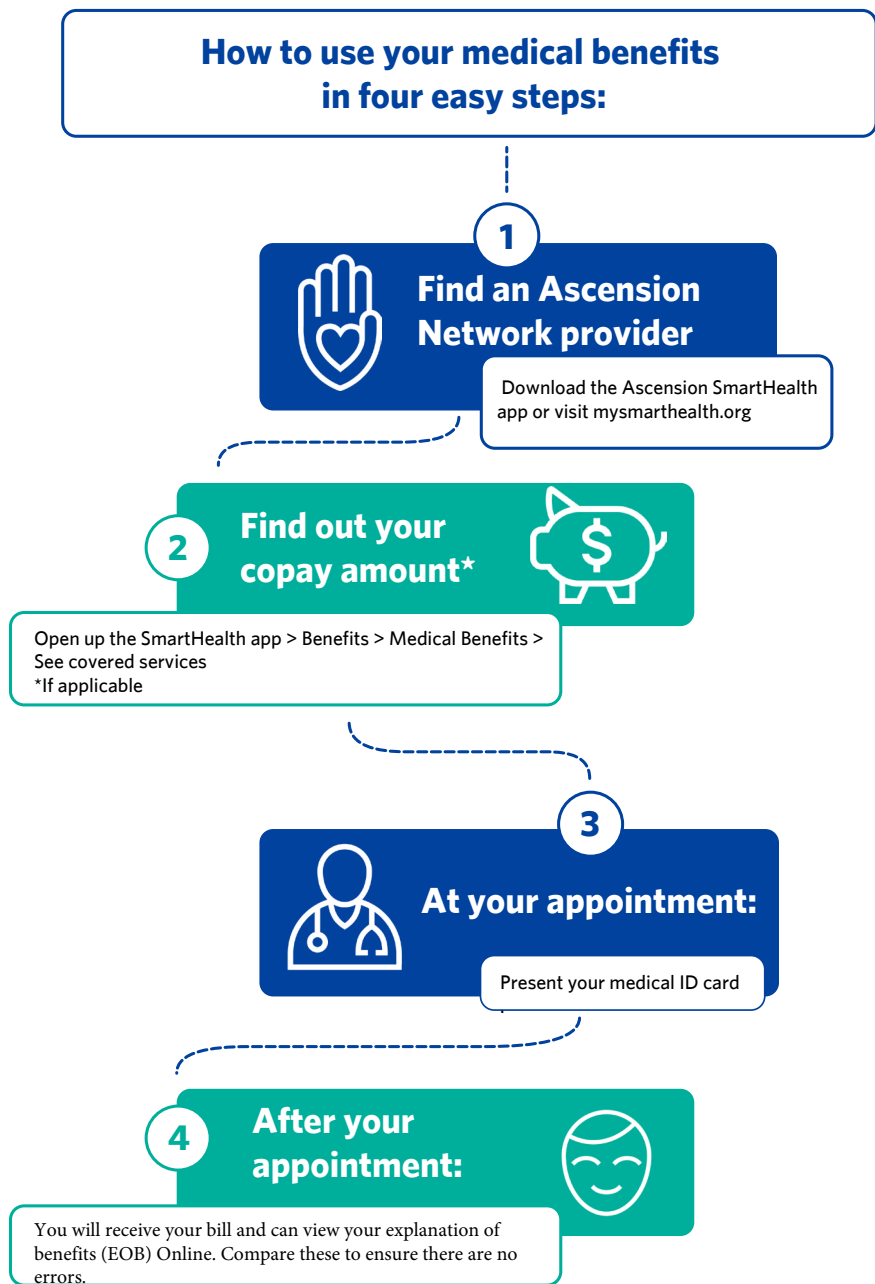 How to use your medical benefits
in four easy steps:
1
Find an Ascension
Network provider
Download the Ascension SmartHealth
app or visit mysmarthealth.org
2
Find out your
copay amount*
$
Open up the SmartHealth app > Benefits > Medical Benefits >
See covered services
*If applicable
3
At your appointment:
Present your medical ID card
4
After your
appointment:
You will receive your bill and can view your explanation of
benefits (EOB) Online. Compare these to ensure there are no
errors.